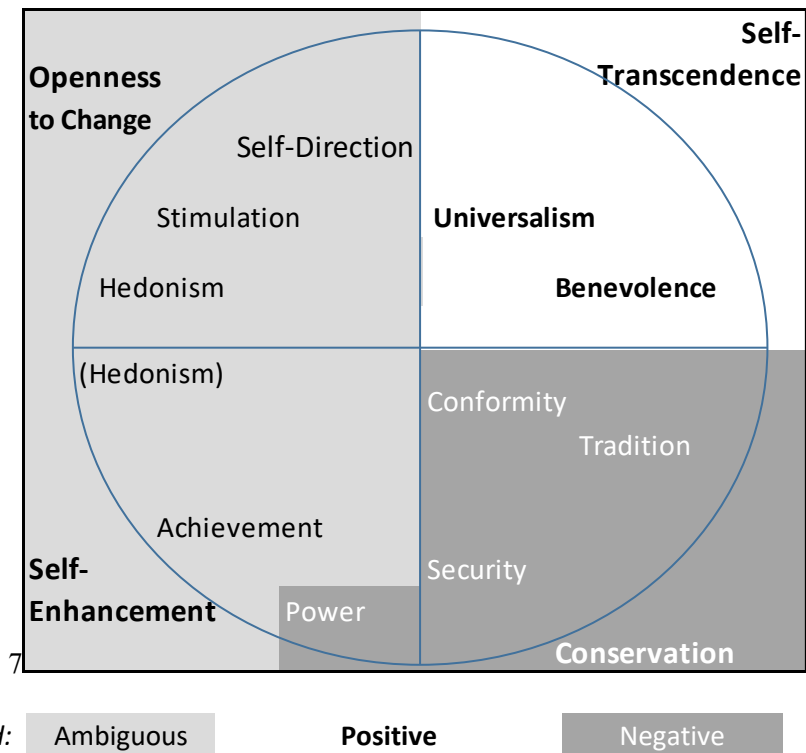 Self-
Transcendence
Openness
to Change
Self-Direction
Stimulation
Universalism
Hedonism
Benevolence
(Hedonism)
Conformity
Tradition
Achievement
Self-
Enhancement
Security
Power
Conservation
7
Ambiguous Positive Negative